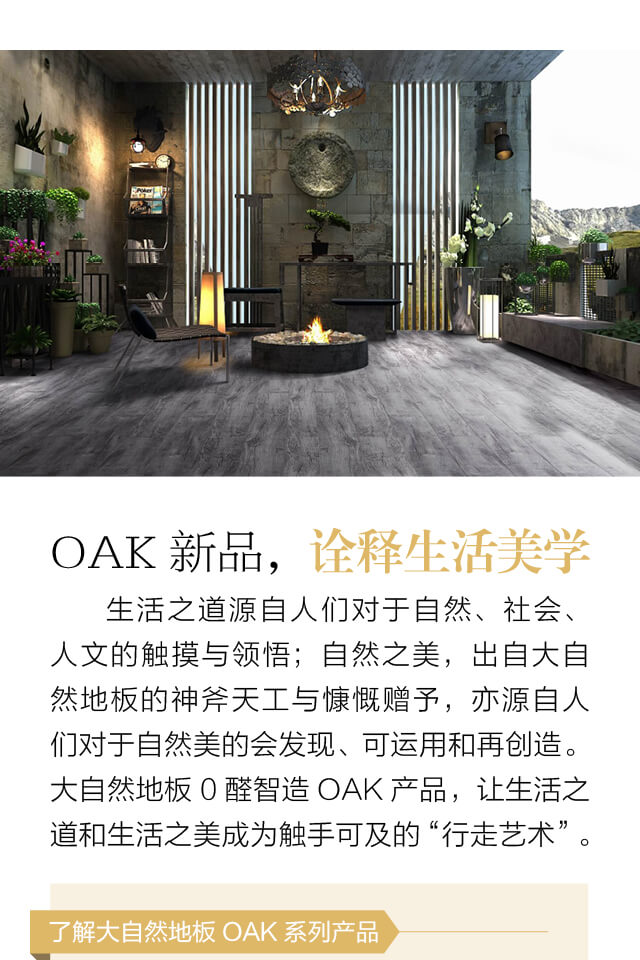 POKER
OAK 新品，诠释生活美学
生活之道源自人们对于自然、社会、
人文的触摸与领悟；自然之美，出自大自
然地板的神斧天工与慷慨赠予，亦源自人
们对于自然美的会发现、可运用和再创造。
大自然地板 0 醛智造 OAK 产品，让生活之
道和生活之美成为触手可及的“行走艺术”。
了解大自然地板 OAK 系列产品